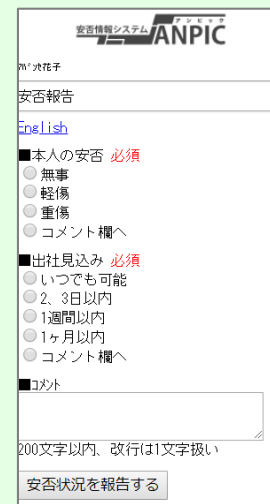 アンピック
安否情報システム ANPIC
ｱﾝﾋﾟｯｸ花子
安否報告
English
■本人の安否 必須
無事
軽傷
重傷
コメント欄へ
■出社見込み 必須
いつでも可能
2、3日以内
1週間以内
1ヶ月以内
コメント欄へ
■ｺﾒﾝﾄ
200文字以内、改行は1文字扱い
安否状況を報告する